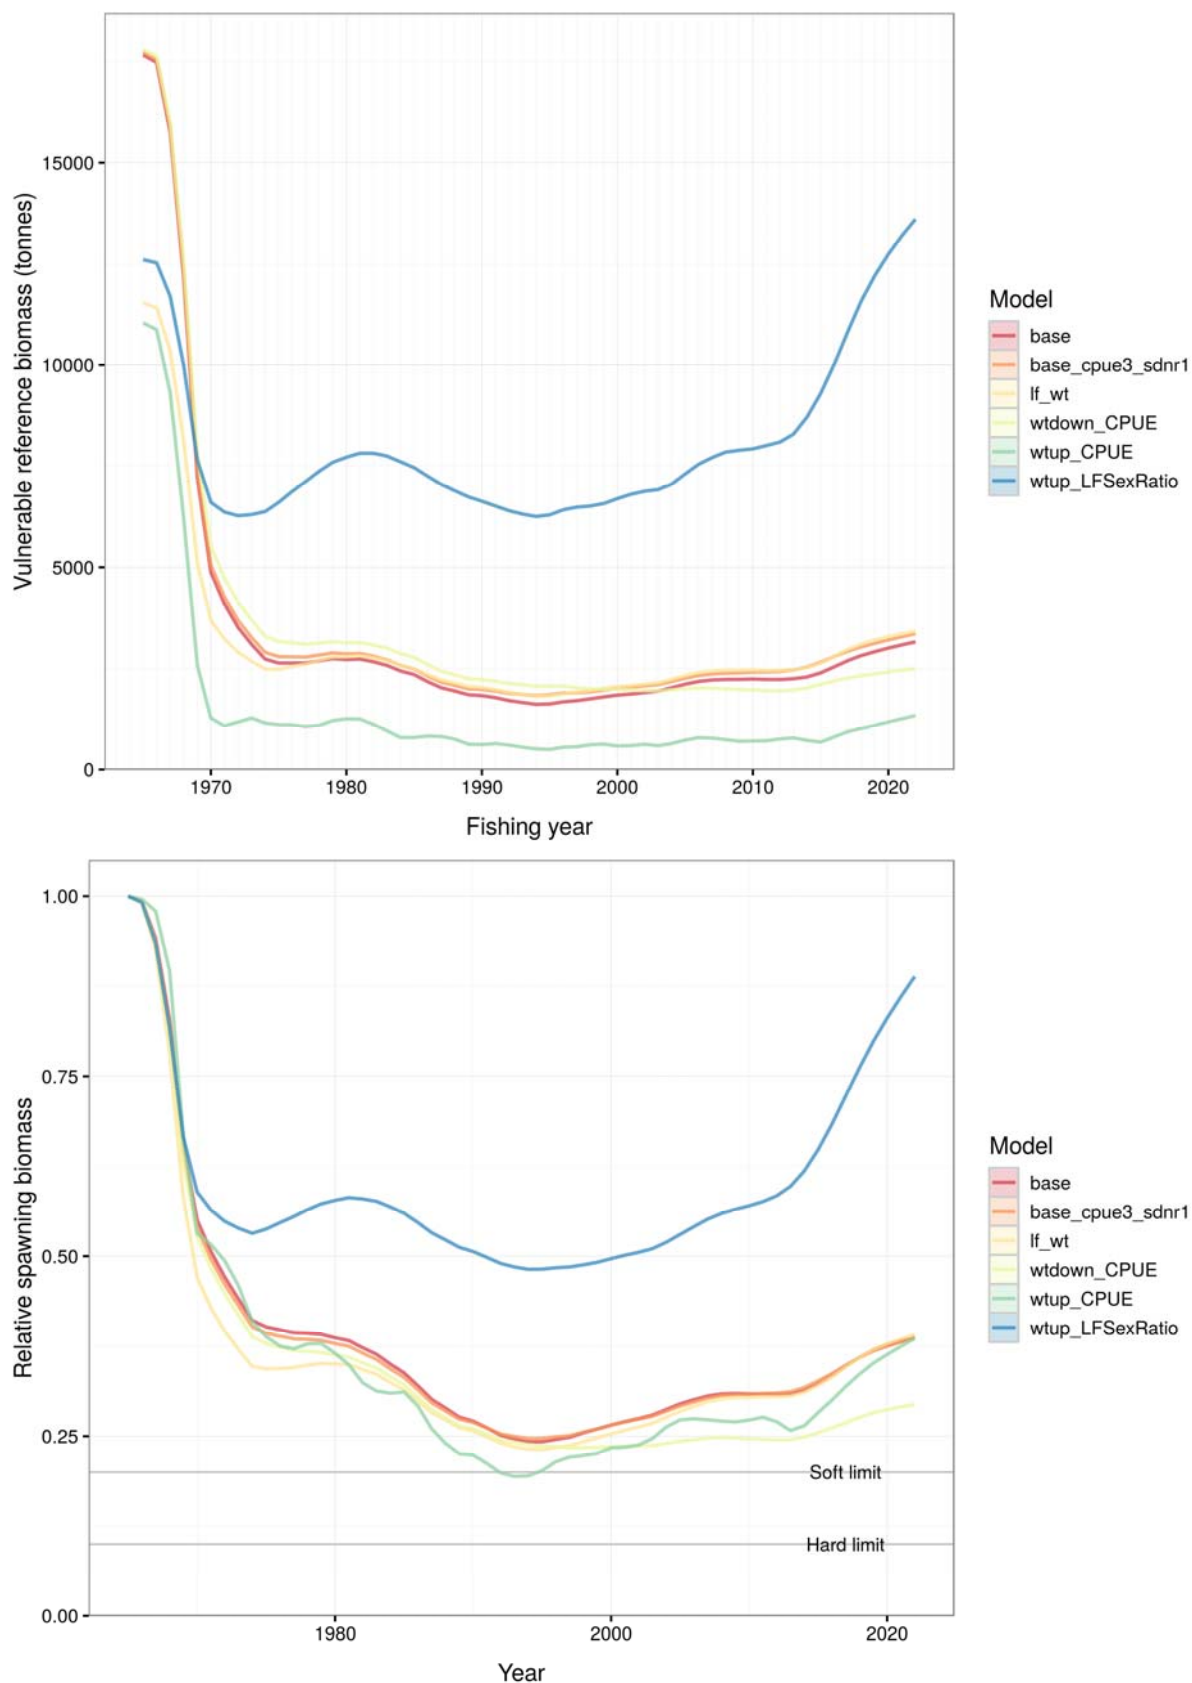 Vulnerable reference biomass (tonnes)
15000
10000
5000
0
1970 1980 1990 2000 2010 2020
Fishing year
Model
base
base_cpue3_sdnr1
lf_wt
wtdown_CPUE
wtup_CPUE
wtup_LFSexRatio
Relative spawning biomass
1.00
0.75
0.50
0.25
0.00
Soft limit
Hard limit
1980 2000 2020
Year
Model
base
base_cpue3_sdnr1
lf_wt
wtdown_CPUE
wtup_CPUE
wtup_LFSexRatio